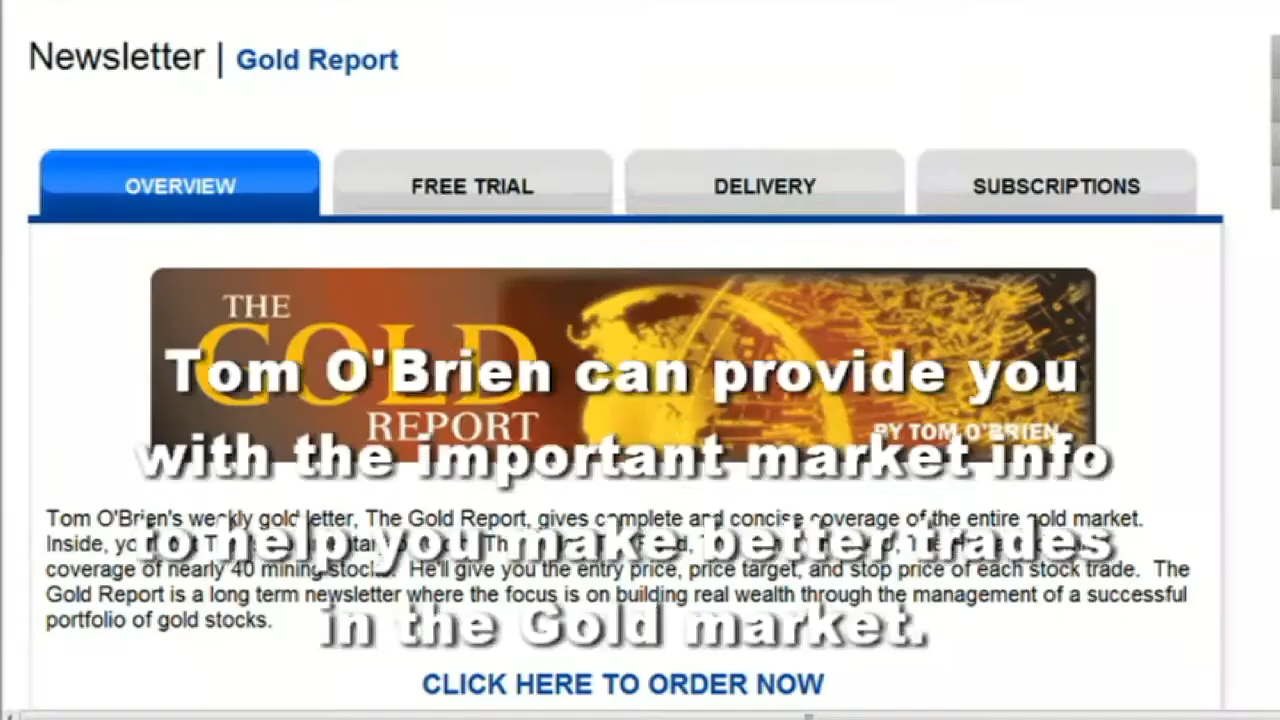 Newsletter | Gold Report
OVERVIEW
FREE TRIAL
DELIVERY
SUBSCRIPTIONS
THE
GOLD
REPORT
BY TOM O'BRIEN
Tom O'Brien can provide you
with the important market info
to help you make better trades
in the Gold market.
Tom O'Brien's weekly gold letter, The Gold Report, gives complete and concise coverage of the entire gold market.
Inside,
coverage of nearly 40 mining stocks. He'll give you the entry price, price target, and stop price of each stock trade. The
Gold Report is a long term newsletter where the focus is on building real wealth through the management of a successful
portfolio of gold stocks.
CLICK HERE TO ORDER NOW